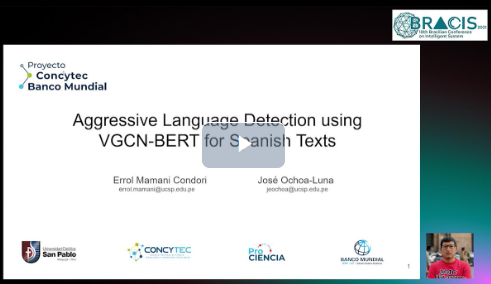 BRACIS
10th Brazilian Conference
on Intelligent System
Proyecto
Concytec
Banco Mundial
Aggressive Language Detection using
VGCN-BERT for Spanish Texts
Errol Mamani Condori
errol.mamani@ucsp.edu.pe
José Ochoa-Luna
jeochoa@ucsp.edu.pe
Universidad Católica
San Pablo
CONCYTEC
Pro
CIENCIA
BANCO MUNDIAL
1